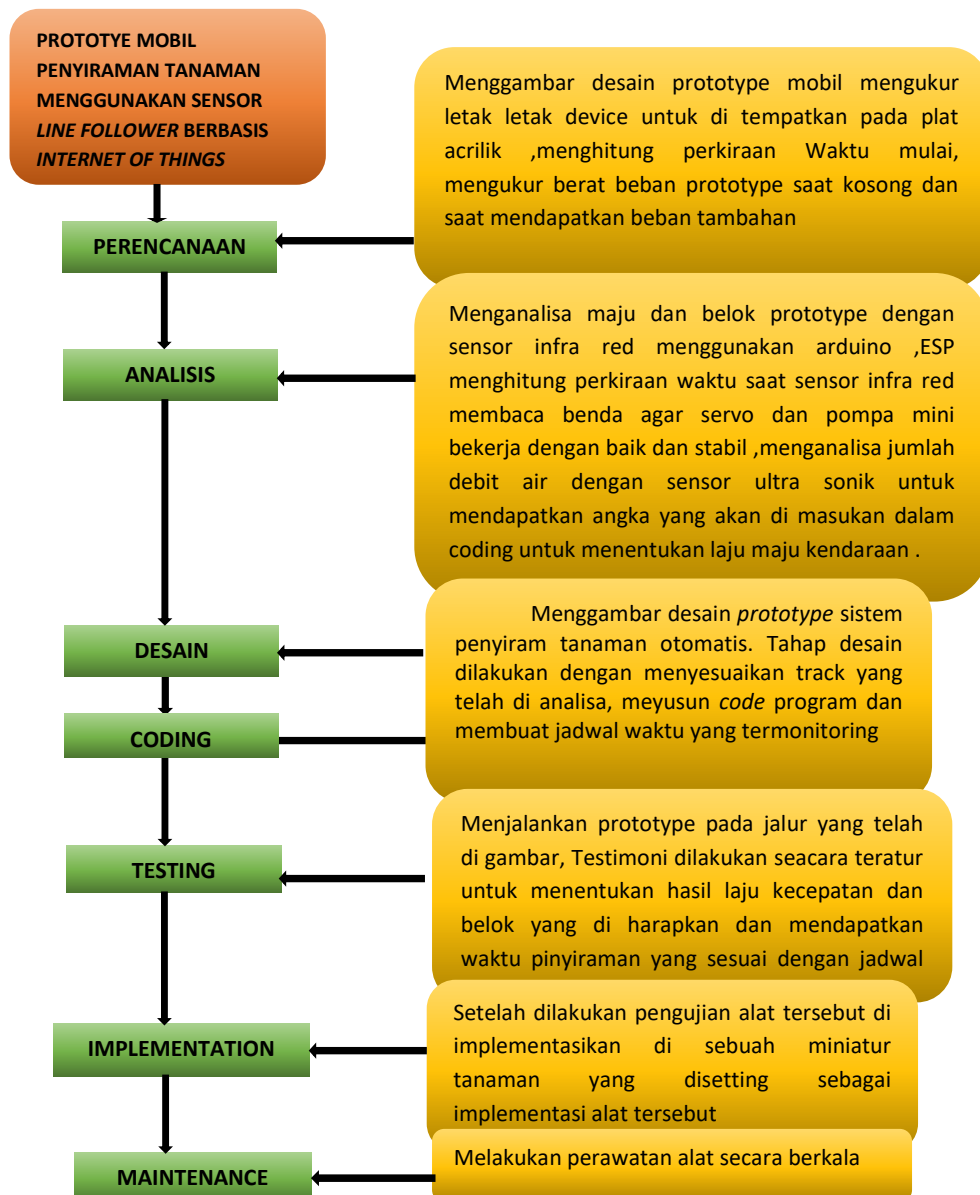 PROTOTYE MOBIL
PENYIRAMAN TANAMAN
MENGGUNAKAN SENSOR
LINE FOLLOWER BERBASIS
INTERNET OF THINGS
Menggambar desain prototype mobil mengukur
letak letak device untuk di tempatkan pada plat
acrilik ,menghitung perkiraan Waktu mulai,
mengukur berat beban prototype saat kosong dan
saat mendapatkan beban tambahan
PERENCANAAN
Menganalisa maju dan belok prototype dengan
sensor infra red menggunakan arduino ,ESP
menghitung perkiraan waktu saat sensor infra red
membaca benda agar servo dan pompa mini
bekerja dengan baik dan stabil ,menganalisa jumlah
debit air dengan sensor ultra sonik untuk
mendapatkan angka yang akan di masukan dalam
coding untuk menentukan laju maju kendaraan .
ANALISIS
Menggambar desain prototype sistem
penyiram tanaman otomatis. Tahap desain
dilakukan dengan menyesuaikan track yang
telah di analisa, meyusun code program dan
membuat jadwal waktu yang termonitoring
DESAIN
CODING
Menjalankan prototype pada jalur yang telah
di gambar, Testimoni dilakukan seacara teratur
untuk menentukan hasil laju kecepatan dan
belok yang di harapkan dan mendapatkan
waktu pinyiraman yang sesuai dengan jadwal
TESTING
Setelah dilakukan pengujian alat tersebut di
implementasikan di sebuah miniatur
tanaman yang disetting sebagai
implementasi alat tersebut
IMPLEMENTATION
Melakukan perawatan alat secara berkala
MAINTENANCE